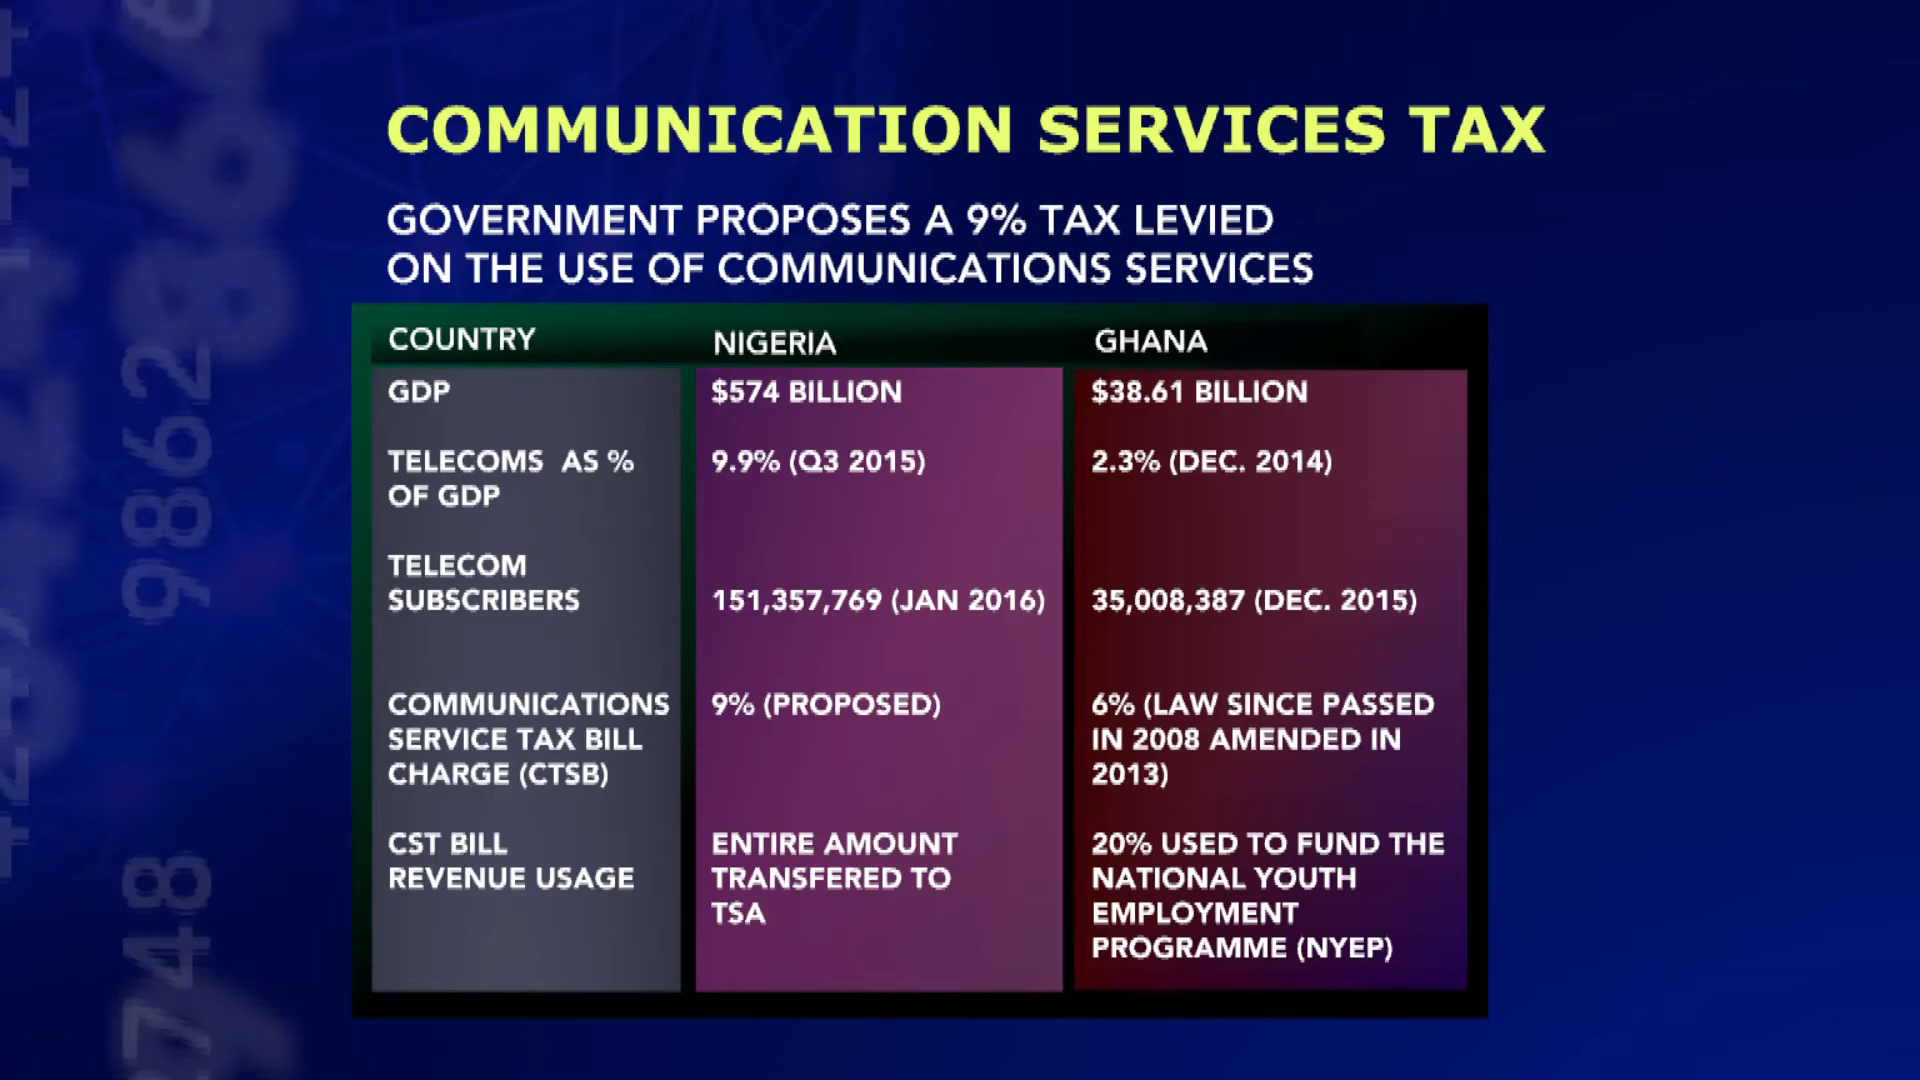 COMMUNICATION SERVICES TAX
GOVERNMENT PROPOSES A 9% TAX LEVIED
ON THE USE OF COMMUNICATIONS SERVICES
COUNTRY NIGERIA GHANA
GDP $574 BILLION $38.61 BILLION
TELECOMS AS % 9.9% (Q3 2015) 2.3% (DEC. 2014)
OF GDP
TELECOM
SUBSCRIBERS 151,357,769 (JAN 2016) 35,008,387 (DEC. 2015)
COMMUNICATIONS 9% (PROPOSED) 6% (LAW SINCE PASSED
SERVICE TAX BILL IN 2008 AMENDED IN
CHARGE (CTSB) 2013)
CST BILL ENTIRE AMOUNT 20% USED TO FUND THE
REVENUE USAGE TRANSFERED TO NATIONAL YOUTH
TSA EMPLOYMENT
PROGRAMME (NYEP)
9862
748